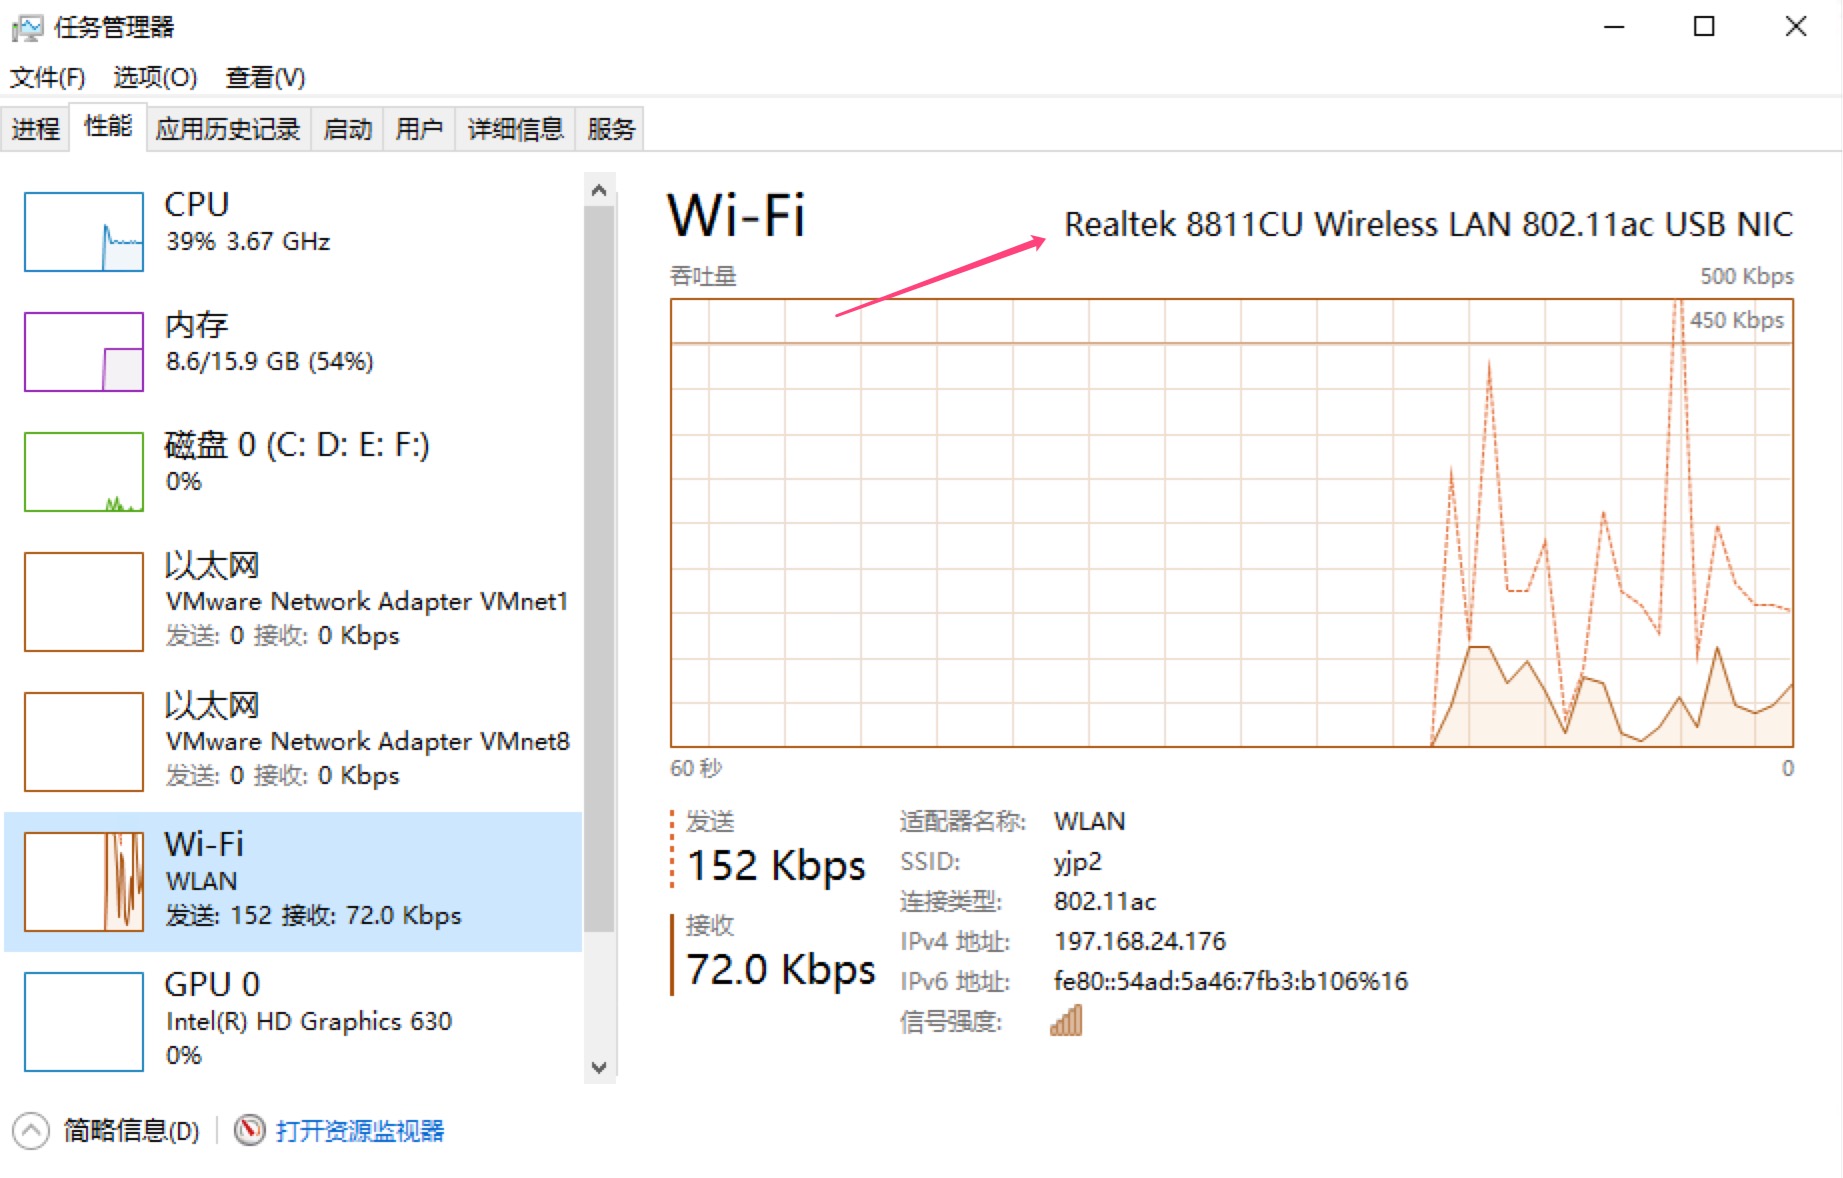 任务管理器
文件(F) 选项(O) 查看(V)
进程 性能 应用历史记录 启动 用户 详细信息 服务
CPU
39% 3.67 GHz
内存
8.6/15.9 GB (54%)
磁盘 0 (C: D: E: F:)
0%
以太网
VMware Network Adapter VMnet1
发送: 0 接收: 0 Kbps
以太网
VMware Network Adapter VMnet8
发送: 0 接收: 0 Kbps
Wi-Fi
WLAN
发送: 152 接收: 72.0 Kbps
GPU 0
Intel(R) HD Graphics 630
0%
Wi-Fi
Realtek 8811CU Wireless LAN 802.11ac USB NIC
吞吐量 500 Kbps
450 Kbps
60 秒 0
发送
152 Kbps
接收
72.0 Kbps
适配器名称: WLAN
SSID: yjp2
连接类型: 802.11ac
IPv4 地址: 197.168.24.176
IPv6 地址: fe80::54ad:5a46:7fb3:b106%16
信号强度:
简略信息(D) 打开资源监视器